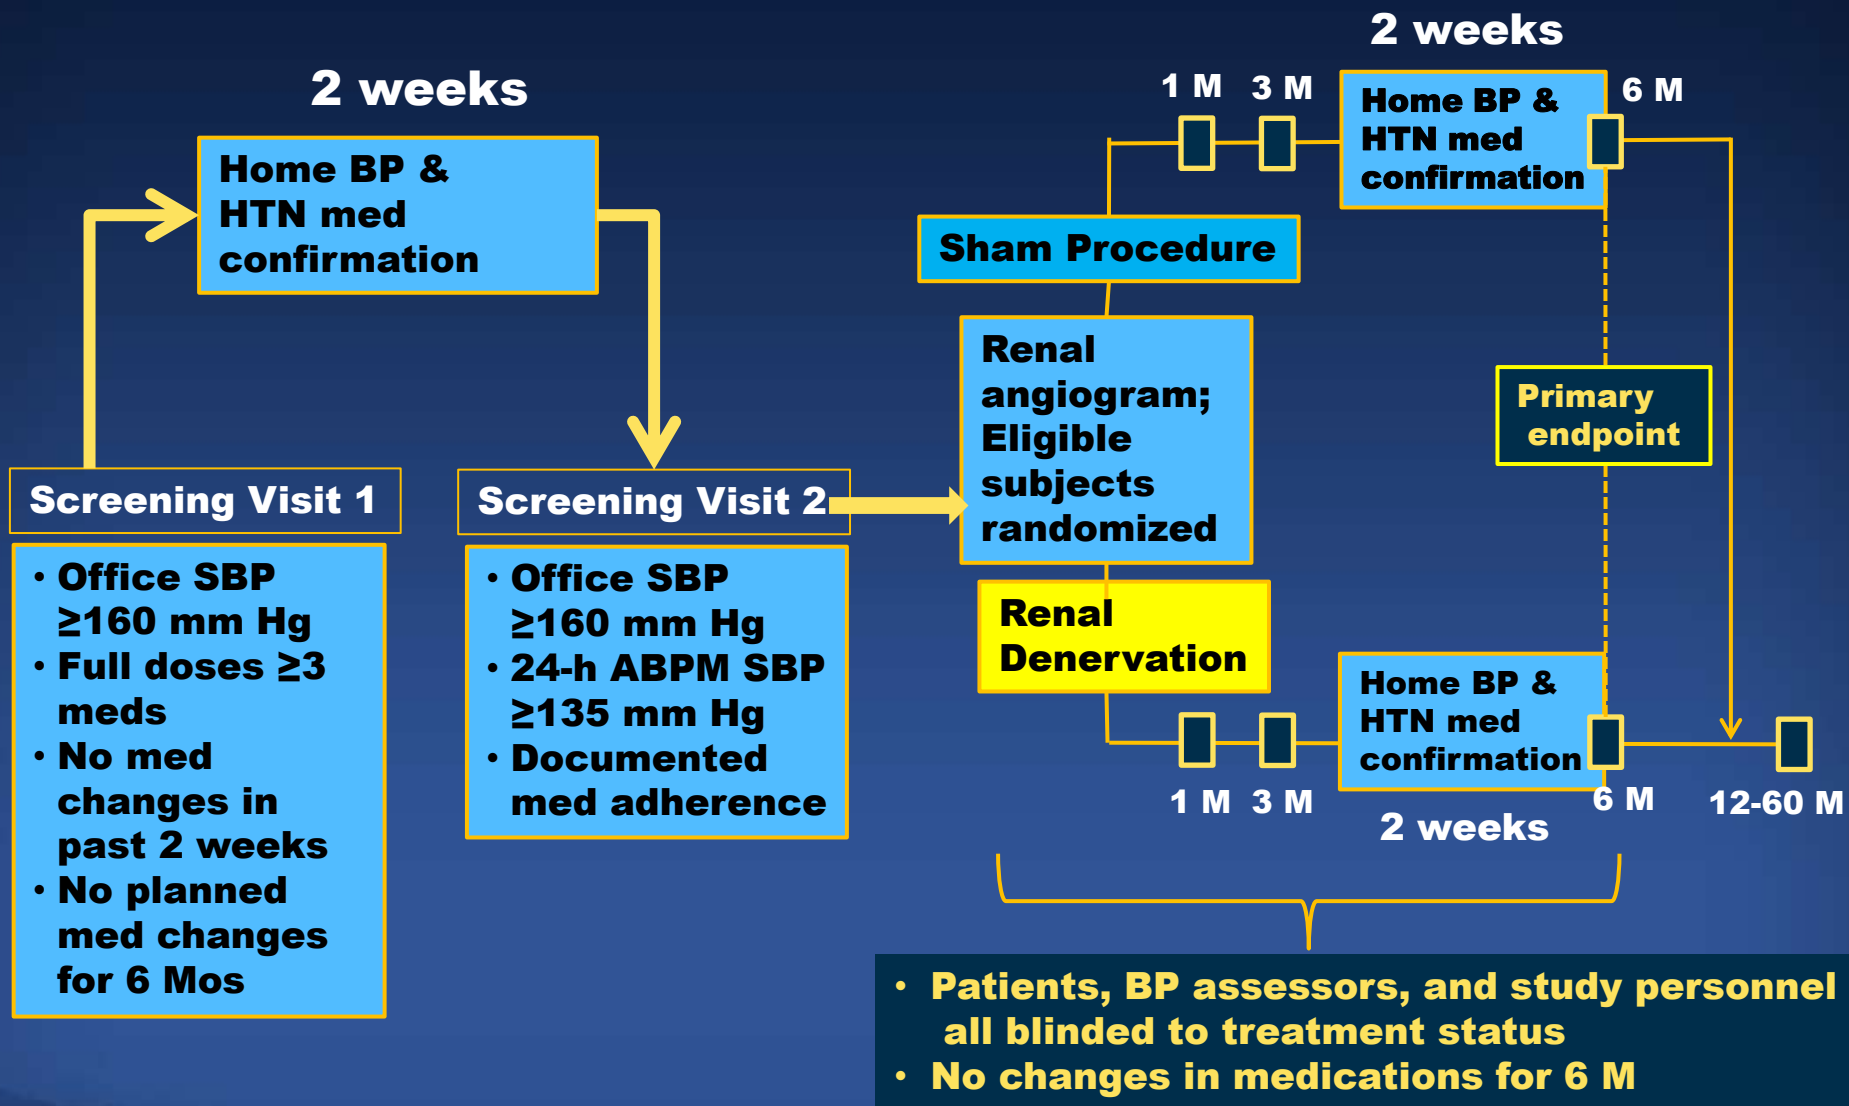 2 weeks
Home BP &
HTN med
confirmation
Screening Visit 1
• Office SBP
≥160 mm Hg
• Full doses ≥3
meds
• No med
changes in
past 2 weeks
• No planned
med changes
for 6 Mos
Screening Visit 2
• Office SBP
≥160 mm Hg
• 24-h ABPM SBP
≥135 mm Hg
• Documented
med adherence
Renal
angiogram;
Eligible
subjects
randomized
Sham Procedure
1 M 3 M
2 weeks
Home BP &
HTN med
confirmation
6 M
Primary
endpoint
Renal
Denervation
1 M 3 M
Home BP &
HTN med
confirmation
2 weeks
6 M
12-60 M
• Patients, BP assessors, and study personnel
all blinded to treatment status
• No changes in medications for 6 M